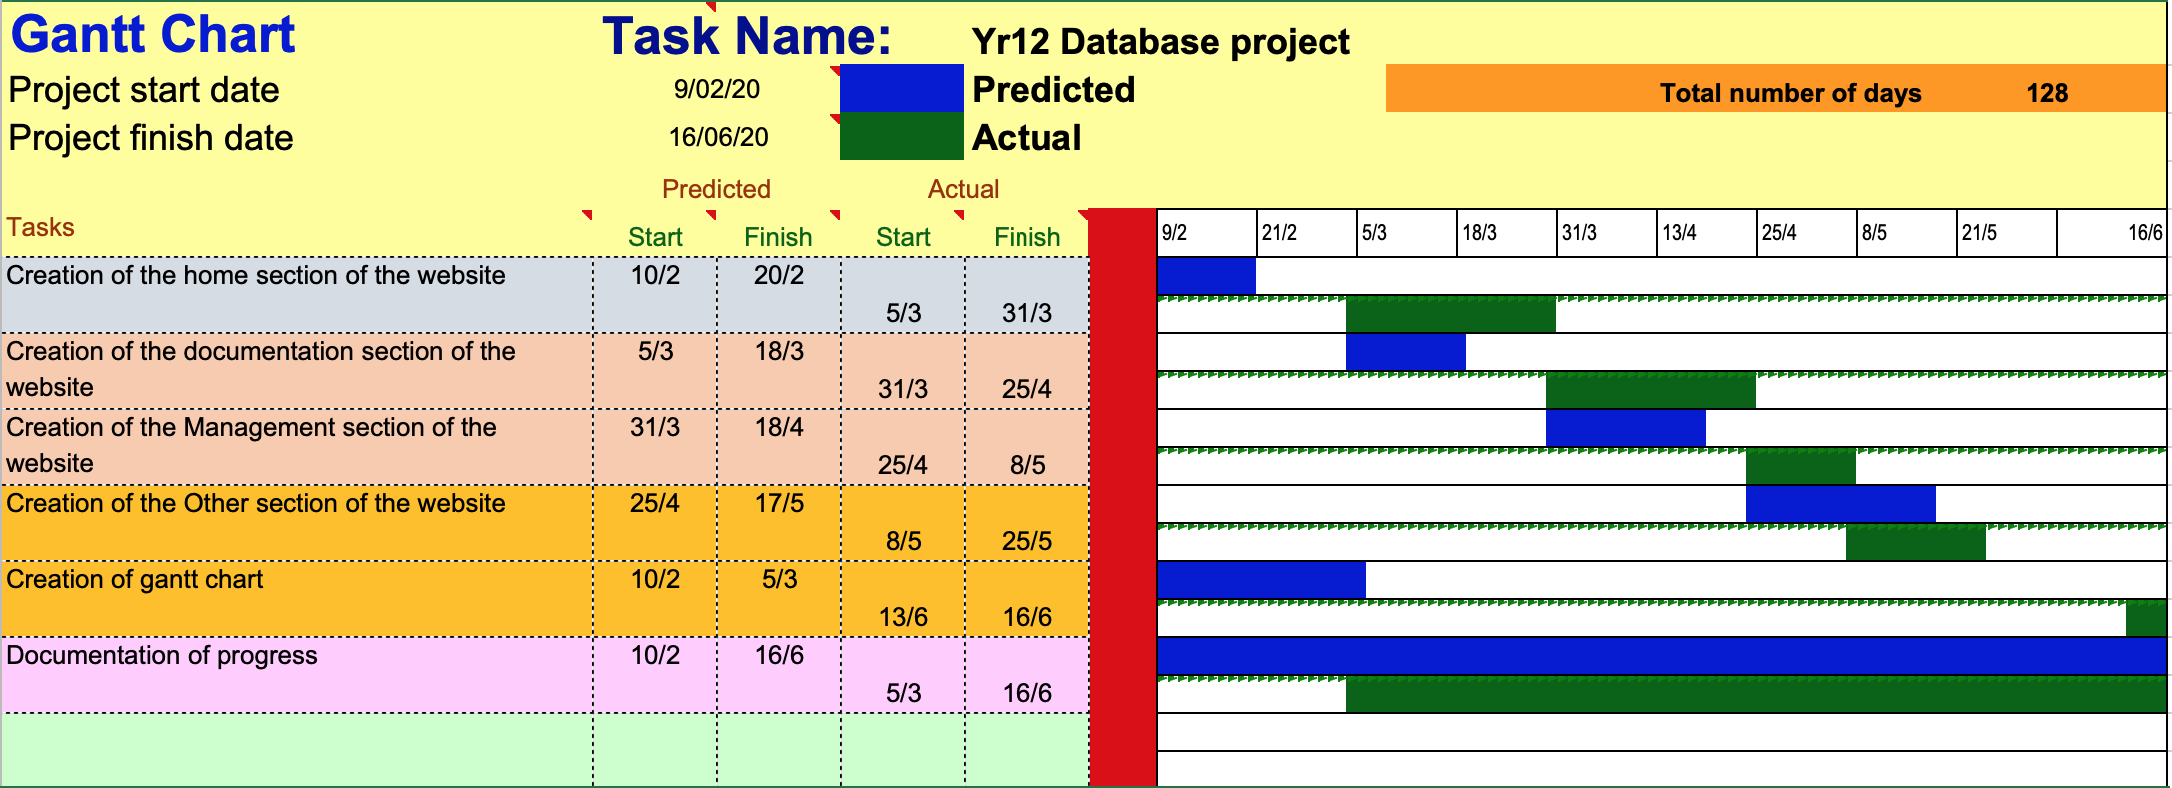 Gantt Chart Task Name: Yr12 Database project
Project start date 9/02/20 Predicted Total number of days 128
Project finish date 16/06/20 Actual
Predicted Actual
Tasks Start Finish Start Finish 9/2 21/2 5/3 18/3 31/3 13/4 25/4 8/5 21/5 16/6
Creation of the home section of the website 10/2 20/2
5/3 31/3
Creation of the documentation section of the 5/3 18/3
website 31/3 25/4
Creation of the Management section of the 31/3 18/4
website 25/4 8/5
Creation of the Other section of the website 25/4 17/5
8/5 25/5
Creation of gantt chart 10/2 5/3
13/6 16/6
Documentation of progress 10/2 16/6
5/3 16/6